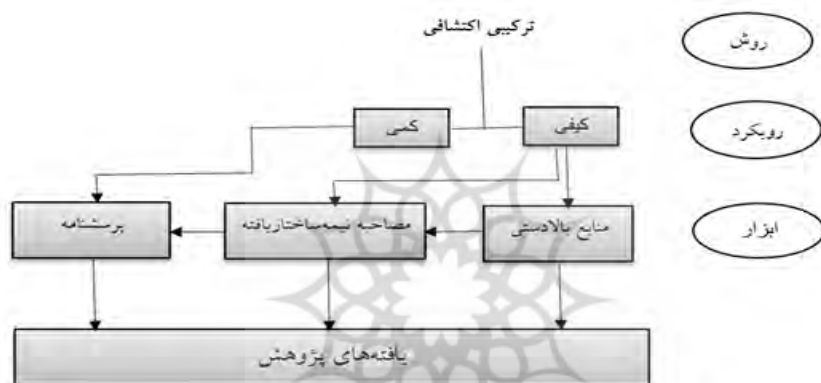 ترکیبی اکتشافی
روش
کیفی
کمی
رویکرد
منابع بالادستی
مصاحبه نیمه‌ساختاریافته
پرسشنامه
ابزار
یافته‌های پژوهش